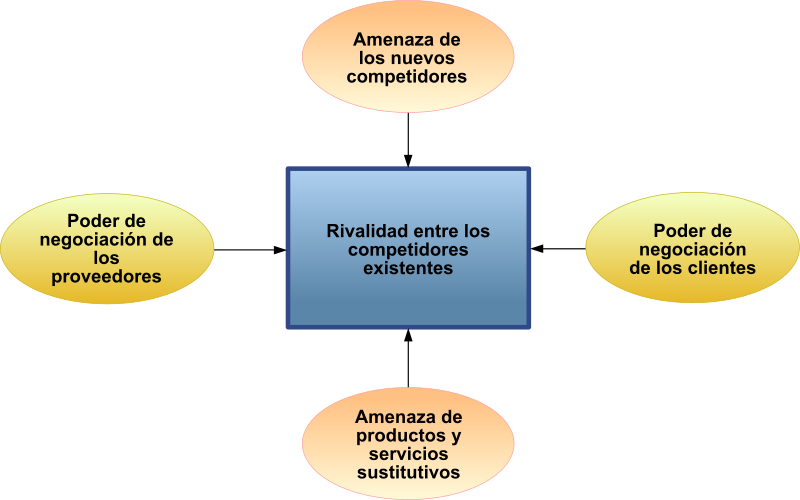 Amenaza de
los nuevos
competidores
Poder de
negociación de
los
proveedores
Rivalidad entre los
competidores
existentes
Poder de
negociación
de los clientes
Amenaza de
productos y
servicios
sustitutivos